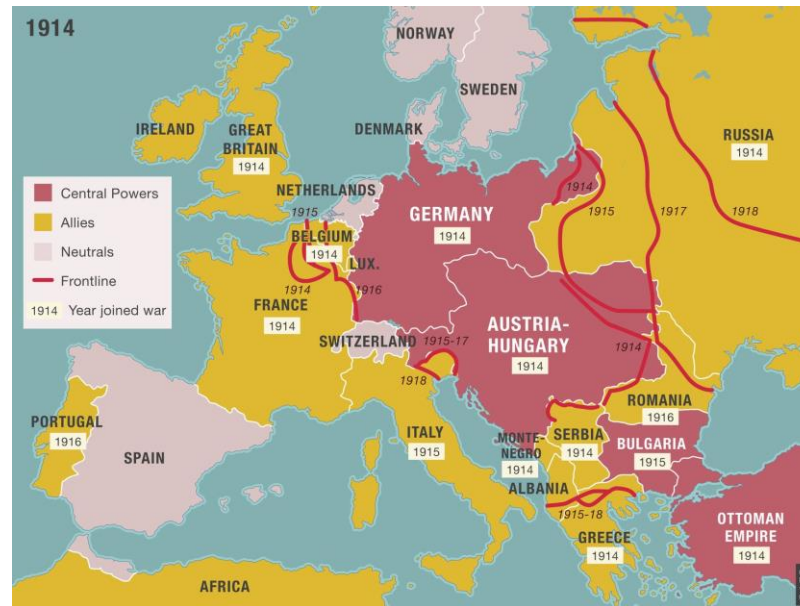 1914
NORWAY
SWEDEN
DENMARK
IRELAND
GREAT
BRITAIN
1914
RUSSIA
1914
NETHERLANDS
Central Powers
Allies
Neutrals
Frontline
1914 Year joined war
1915
BELGIUM
1914
LUX.
1914
1916
GERMANY
1914
1914
1915
1917
1918
FRANCE
1914
SWITZERLAND
1915-17
1918
AUSTRIA-
HUNGARY
1914
1914
ROMANIA
1916
PORTUGAL
1916
SPAIN
ITALY
1915
MONTE-
NEGRO
1914
SERBIA
1914
BULGARIA
1915
ALBANIA
1915-18
GREECE
1914
OTTOMAN
EMPIRE
1914
AFRICA